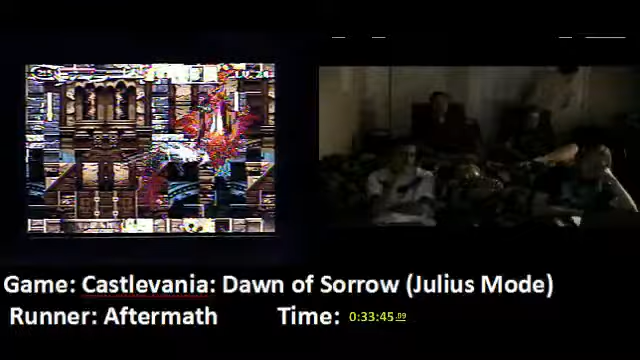 Game: Castlevania: Dawn of Sorrow (Julius Mode)
Runner: Aftermath Time: 0:33:45.09